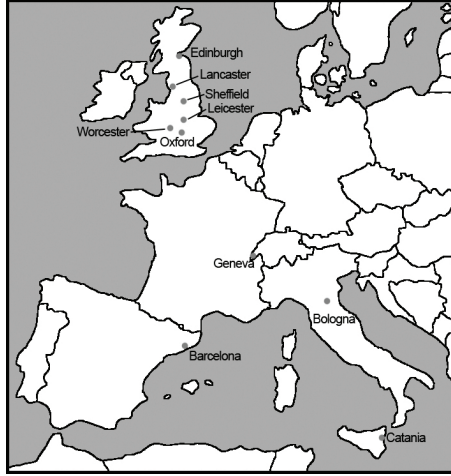 Edinburgh
Lancaster
Sheffield
Leicester
Worcester
Oxford
Geneva
Bologna
Barcelona
Catania